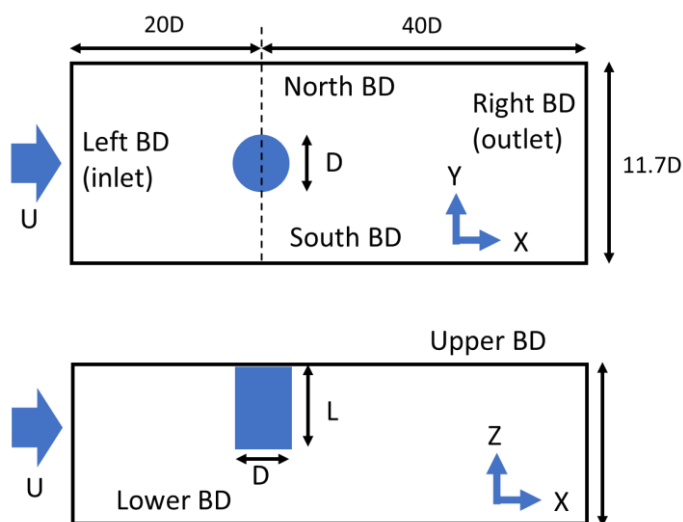 20D
40D
North BD
Right BD
(outlet)
Left BD
(inlet)
D
11.7D
Y
U
South BD
X
Upper BD
L
Z
U
D
X
Lower BD